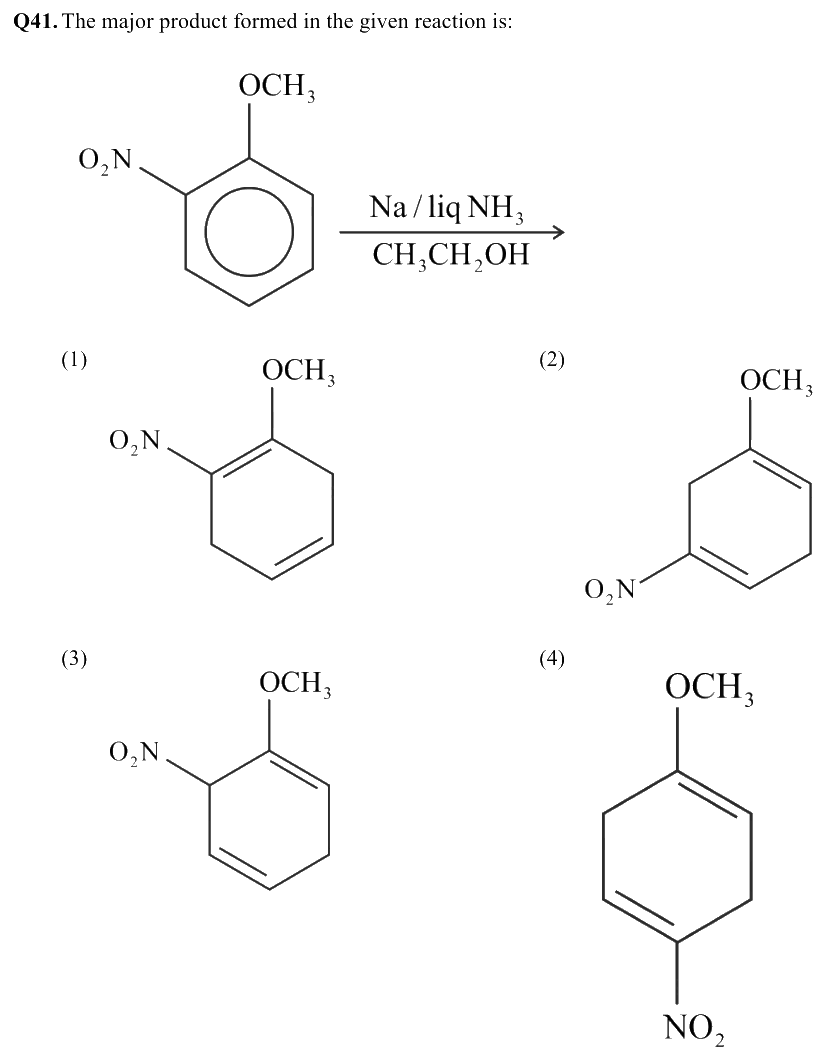 Q41. The major product formed in the given reaction is:
OCH₃
O₂N
Na / liq NH₃
CH₃CH₂OH
(1)
OCH₃
O₂N
(2)
OCH₃
O₂N
(3)
OCH₃
O₂N
(4)
OCH₃
NO₂